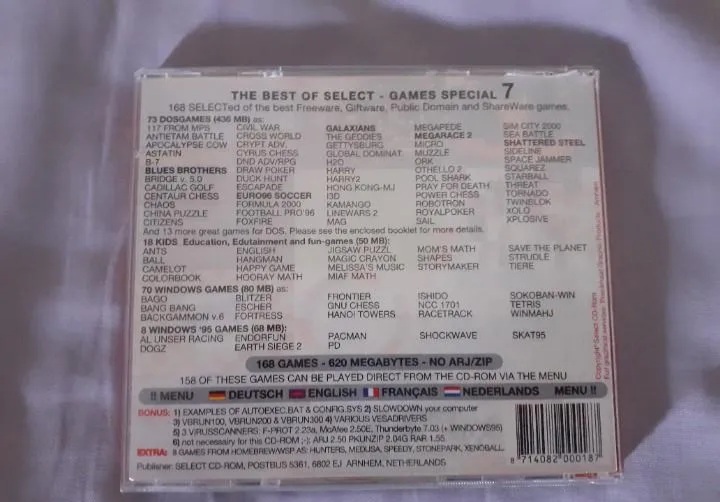 THE BEST OF SELECT - GAMES SPECIAL 7
168 SELECTed of the best Freeware, Giftware, Public Domain and ShareWare games.
73 DOSGAMES (436 MB) as:
117 FROM MPS CIVIL WAR GALAXIANS MEGAPEDE SIM CITY 2000
ANTIETAM BATTLE CROSS WORLD THE GEDDIES MEGARACE 2 SEA BATTLE
APOCALYPSE COW CRYPT ADV. GETTYSBURG MICRO SHATTERED STEEL
ASTATIN CYRUS CHESS GLOBAL DOMINAT. MUZZLE SIDELINE
B-7 DND ADV/RPG H2O ORK SPACE JAMMER
BLUES BROTHERS DRAW POKER HARRY OTHELLO 2 SQUAREZ
BRIDGE v. 5.0 DUCK HUNT HARRY2 POOL SHARK STARBALL
CADILLAC GOLF ESCAPADE HONG KONG-MJ PRAY FOR DEATH THREAT
CENTAUR CHESS EURO96 SOCCER I3D POWER CHESS TORNADO
CHAOS FORMULA 2000 KAMANGO ROBOTRON TWINEBLOK
CHINA PUZZLE FOOTBALL PRO'96 LINEWARS 2 ROYALPOKER XOLO
CITIZENS FOXFIRE MAG SAIL XPLOSIVE
And 13 more great games for DOS. Please see the enclosed booklet for more details.
18 KIDS Education, Edutainment and fun-games (50 MB):
ANTS ENGLISH JIGSAW PUZZL MOM'S MATH SAVE THE PLANET
BALL HANGMAN MAGIC CRAYON SHAPES STRUDLE
CAMELOT HAPPY GAME MELISSA'S MUSIC STORYMAKER TIERE
COLORBOOK HOORAY MATH MIAF MATH
70 WINDOWS GAMES (80 MB) as:
BAGO BLITZER FRONTIER ISHIDO SOKOBAN-WIN
BANG BANG ESCHER GNU CHESS NCC 1701 TETRIS
BACKGAMMON v.6 FORTRESS HANOI TOWERS RACETRACK WINMAHJ
8 WINDOWS '95 GAMES (68 MB):
AL UNSER RACING ENDORFUN PACMAN SHOCKWAVE SKAT95
DOGZ EARTH SIEGE 2 PD
168 GAMES - 620 MEGABYTES - NO ARJ/ZIP
158 OF THESE GAMES CAN BE PLAYED DIRECT FROM THE CD-ROM VIA THE MENU
!! MENU DEUTSCH ENGLISH FRANÇAIS NEDERLANDS MENU !!
BONUS: 1) EXAMPLES OF AUTOEXEC.BAT & CONFIG.SYS 2) SLOWDOWN your computer
3) VBRUN100, VBRUN200 & VBRUN300 4) VARIOUS VESADRIVERS
5) 3 VIRUSSCANNERS: F-PROT 2.23a, McAfee 2.50E, Thunderbyte 7.03 (+ WINDOWS95)
6) not necessairy for this CD ROM ;-): ARJ 2.50 PKUNZIP 2.04G RAR 1.55
EXTRA: 8 GAMES FROM HOMEBREW/WSP AS: HUNTERS, MEDUSA, SPEEDY, STONEPARK, XENOBALL.
Publisher: SELECT CD-ROM, POSTBUS 5361, 6802 EJ ARNHEM, NETHERLANDS
8 714082 000187
Copyright Select CD-Rom